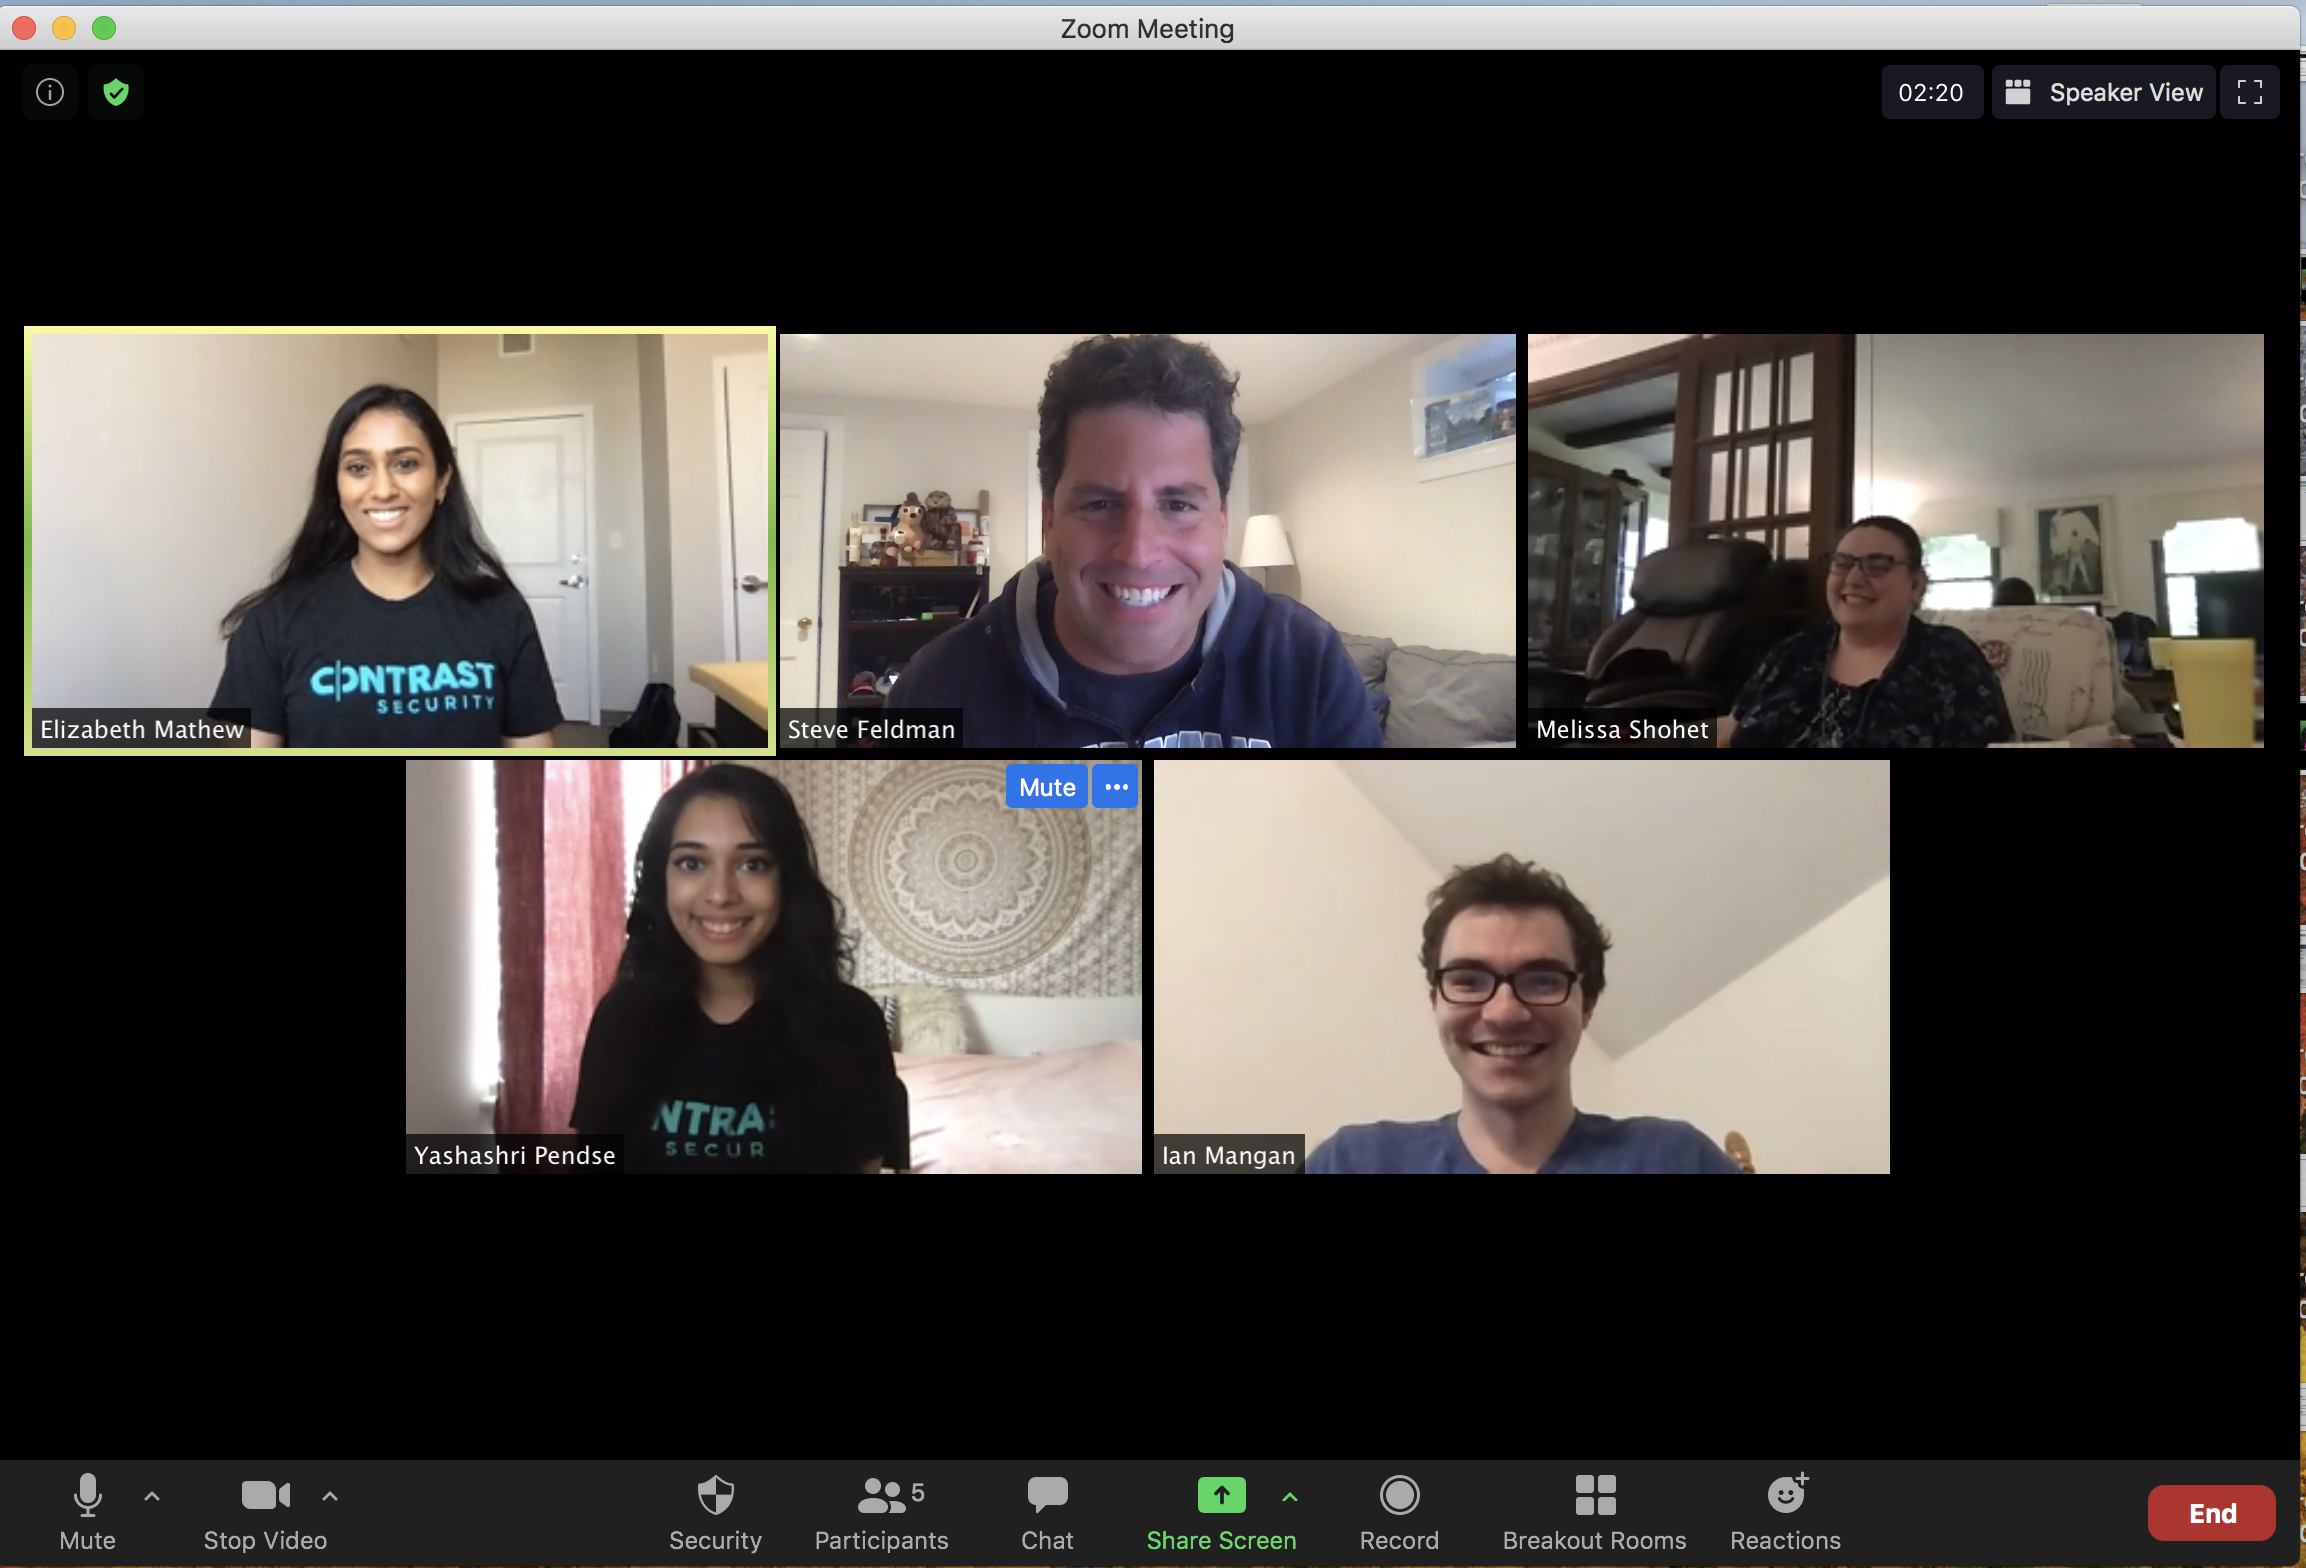 Zoom Meeting
02:20
Speaker View
CONTRAST
SECURITY
Elizabeth Mathew
Steve Feldman
Melissa Shohet
Mute
NTRA
SECUR
Yashashri Pendse
Ian Mangan
Mute
Stop Video
Security
Participants
5
Chat
Share Screen
Record
Breakout Rooms
Reactions
End